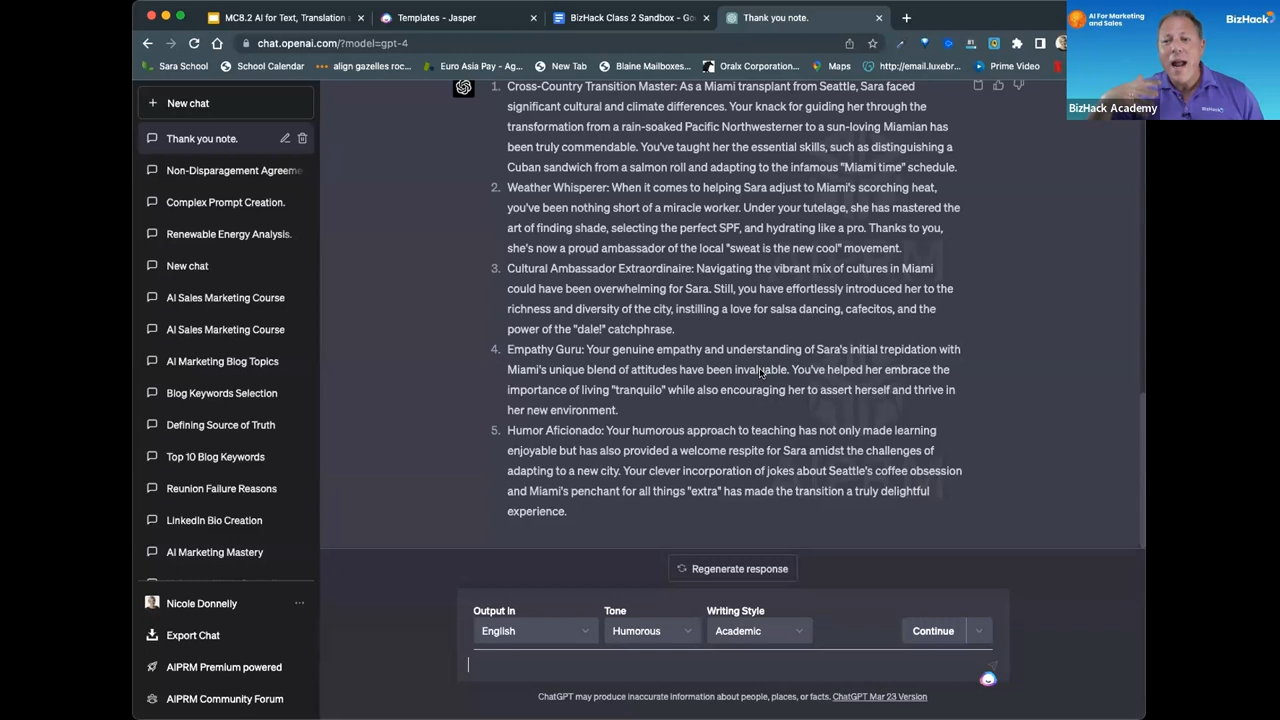 MC8.2 AI for Text, Translation
Templates - Jasper
BizHack Class 2 Sandbox - Go
Thank you note.
chat.openai.com/?model=gpt-4
Sara School
School Calendar
align gazelles roc...
Euro Asia Pay - Ag...
New Tab
Blaine Mailboxes...
Oralx Corporation...
Maps
http://email.luxebr...
Prime Video
AI For Marketing
and Sales
BizHack
BizHack Academy
New chat
Thank you note.
Non-Disparagement Agreeme
Complex Prompt Creation.
Renewable Energy Analysis.
New chat
AI Sales Marketing Course
AI Sales Marketing Course
AI Marketing Blog Topics
Blog Keywords Selection
Defining Source of Truth
Top 10 Blog Keywords
Reunion Failure Reasons
LinkedIn Bio Creation
AI Marketing Mastery
Nicole Donnelly
Export Chat
AIPRM Premium powered
AIPRM Community Forum
1. Cross-Country Transition Master: As a Miami transplant from Seattle, Sara faced
significant cultural and climate differences. Your knack for guiding her through the
transformation from a rain-soaked Pacific Northwesterner to a sun-loving Miamian has
been truly commendable. You've taught her the essential skills, such as distinguishing a
Cuban sandwich from a salmon roll and adapting to the infamous "Miami time" schedule.
2. Weather Whisperer: When it comes to helping Sara adjust to Miami's scorching heat,
you've been nothing short of a miracle worker. Under your tutelage, she has mastered the
art of finding shade, selecting the perfect SPF, and hydrating like a pro. Thanks to you,
she's now a proud ambassador of the local "sweat is the new cool" movement.
3. Cultural Ambassador Extraordinaire: Navigating the vibrant mix of cultures in Miami
could have been overwhelming for Sara. Still, you have effortlessly introduced her to the
richness and diversity of the city, instilling a love for salsa dancing, cafecitos, and the
power of the "dale!" catchphrase.
4. Empathy Guru: Your genuine empathy and understanding of Sara's initial trepidation with
Miami's unique blend of attitudes have been invaluable. You've helped her embrace the
importance of living "tranquilo" while also encouraging her to assert herself and thrive in
her new environment.
5. Humor Aficionado: Your humorous approach to teaching has not only made learning
enjoyable but has also provided a welcome respite for Sara amidst the challenges of
adapting to a new city. Your clever incorporation of jokes about Seattle's coffee obsession
and Miami's penchant for all things "extra" has made the transition a truly delightful
experience.
Regenerate response
Output in
Tone
Writing Style
English
Humorous
Academic
Continue
ChatGPT may produce inaccurate information about people, places, or facts. ChatGPT Mar 23 Version